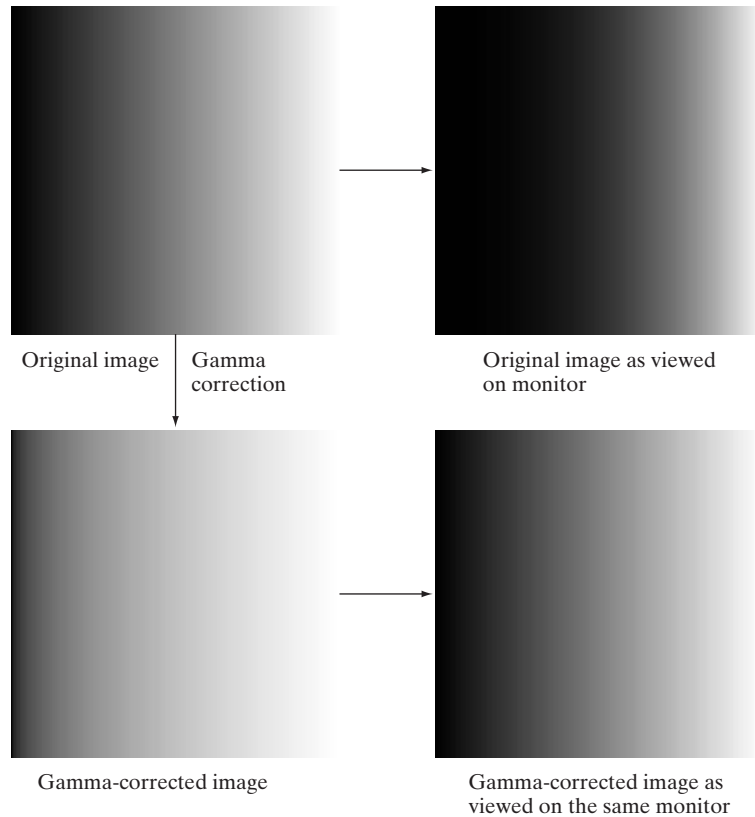 Original image
Gamma
correction
Original image as viewed
on monitor
Gamma-corrected image
Gamma-corrected image as
viewed on the same monitor